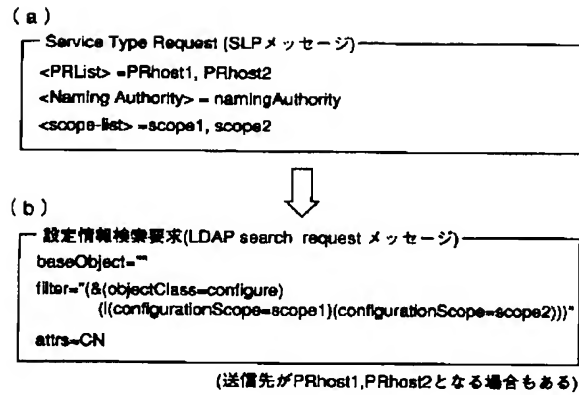 (a)
Service Type Request (SLPメッセージ)
<PRList> =PRhost1, PRhost2
<Naming Authority> = namingAuthority
<scope-list> =scope1, scope2
(b)
設定情報検索要求(LDAP search request メッセージ)
baseObject=""
filter="(&(objectClass=configure)
(|(configurationScope=scope1)(configurationScope=scope2)))"
attrs=CN
(送信先がPRhost1,PRhost2となる場合もある)